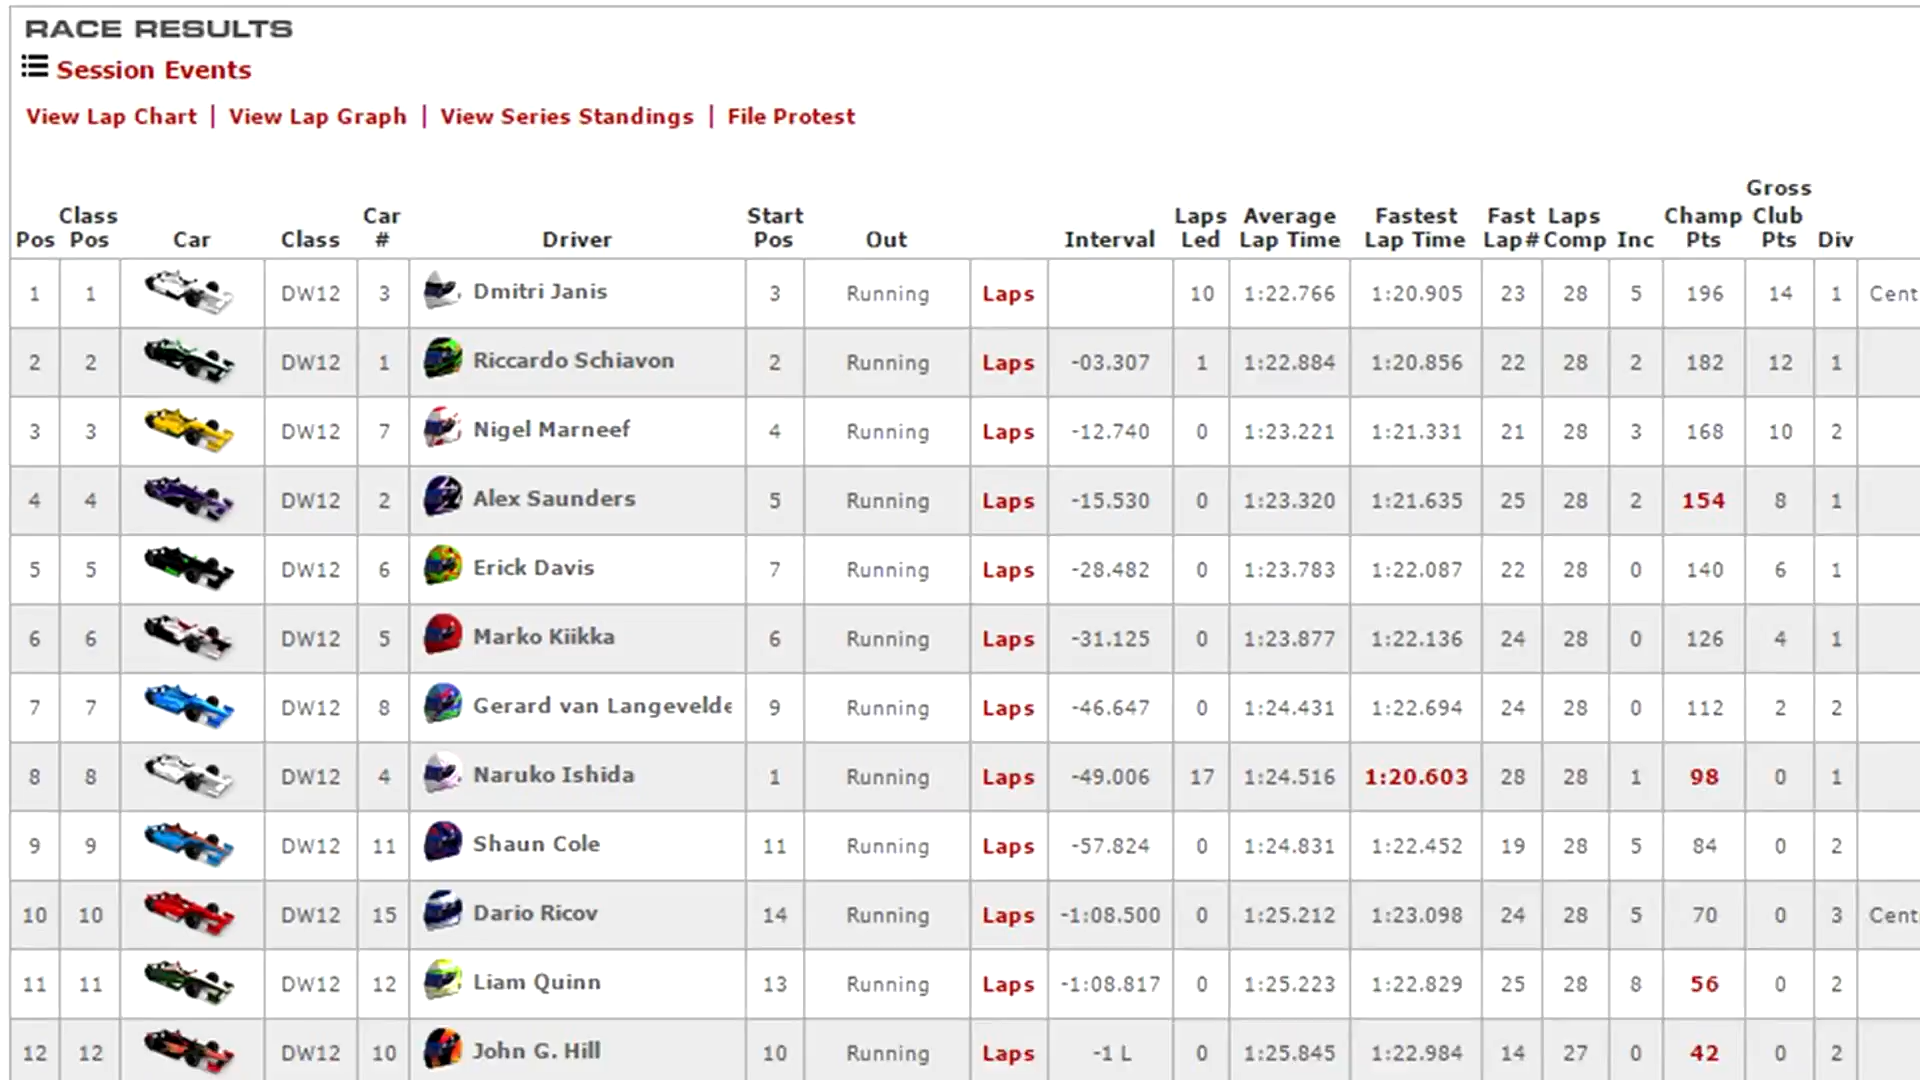 RACE RESULTS
Session Events
View Lap Chart | View Lap Graph | View Series Standings | File Protest
Pos Class Pos Car Class Car # Driver Start Pos Out Interval Laps Led Average Lap Time Fastest Lap Time Fast Lap# Laps Comp Inc Champ Pts Gross Club Pts Div
1 1 DW12 3 Dmitri Janis 3 Running Laps 10 1:22.766 1:20.905 23 28 5 196 14 1 Cent
2 2 DW12 1 Riccardo Schiavon 2 Running Laps -03.307 1 1:22.884 1:20.856 22 28 2 182 12 1
3 3 DW12 7 Nigel Marneef 4 Running Laps -12.740 0 1:23.221 1:21.331 21 28 3 168 10 2
4 4 DW12 2 Alex Saunders 5 Running Laps -15.530 0 1:23.320 1:21.635 25 28 2 154 8 1
5 5 DW12 6 Erick Davis 7 Running Laps -28.482 0 1:23.783 1:22.087 22 28 0 140 6 1
6 6 DW12 5 Marko Kiikka 6 Running Laps -31.125 0 1:23.877 1:22.136 24 28 0 126 4 1
7 7 DW12 8 Gerard van Langevelde 9 Running Laps -46.647 0 1:24.431 1:22.694 24 28 0 112 2 2
8 8 DW12 4 Naruko Ishida 1 Running Laps -49.006 17 1:24.516 1:20.603 28 28 1 98 0 1
9 9 DW12 11 Shaun Cole 11 Running Laps -57.824 0 1:24.831 1:22.452 19 28 5 84 0 2
10 10 DW12 15 Dario Ricov 14 Running Laps -1:08.500 0 1:25.212 1:23.098 24 28 5 70 0 3 Cent
11 11 DW12 12 Liam Quinn 13 Running Laps -1:08.817 0 1:25.223 1:22.829 25 28 8 56 0 2
12 12 DW12 10 John G. Hill 10 Running Laps -1 L 0 1:25.845 1:22.984 14 27 0 42 0 2